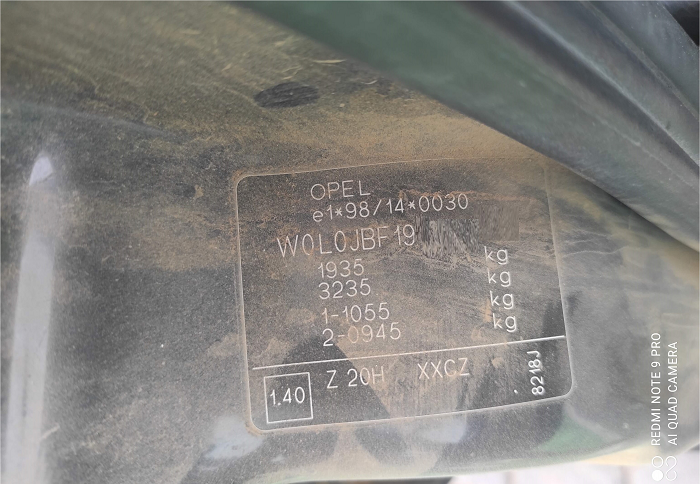 OPEL
e1*98/14*0030
W0L0JBF19
1935 kg
3235 kg
1-1055 kg
2-0945 kg
1.40 Z 20H XXCZ
8218J
REDMI NOTE 9 PRO
AI QUAD CAMERA